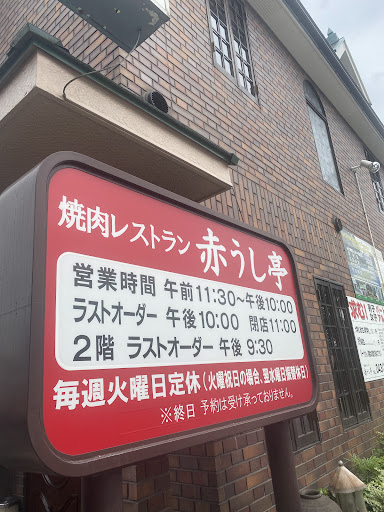 焼肉レストラン 赤うし亭
営業時間 午前11:30～午後10:00
ラストオーダー 午後10:00 閉店11:00
2階 ラストオーダー 午後 9:30
毎週火曜日定休(火曜祝日の場合、翌水曜日振替休日)
※終日 予約は受け承っておりません。